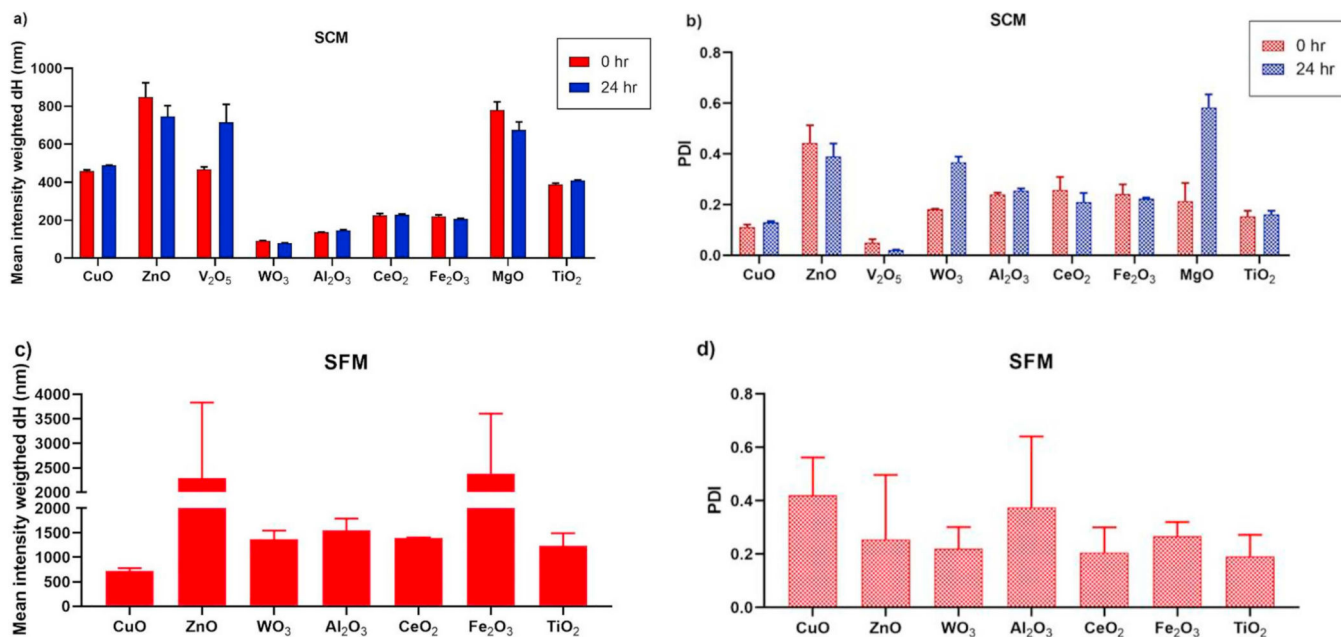 a)
SCM
Mean intensity weighted dH (nm)
1000
800
600
400
200
0
0 hr
24 hr
CuO ZnO V₂O₅ WO₃ Al₂O₃ CeO₂ Fe₂O₃ MgO TiO₂
b)
SCM
PDI
0.8
0.6
0.4
0.2
0.0
0 hr
24 hr
CuO ZnO V₂O₅ WO₃ Al₂O₃ CeO₂ Fe₂O₃ MgO TiO₂
c)
SFM
Mean intensity weigthed dH (nm)
4000
3500
3000
2500
2000
2000
1500
1000
500
0
CuO ZnO WO₃ Al₂O₃ CeO₂ Fe₂O₃ TiO₂
d)
SFM
PDI
0.8
0.6
0.4
0.2
0.0
CuO ZnO WO₃ Al₂O₃ CeO₂ Fe₂O₃ TiO₂